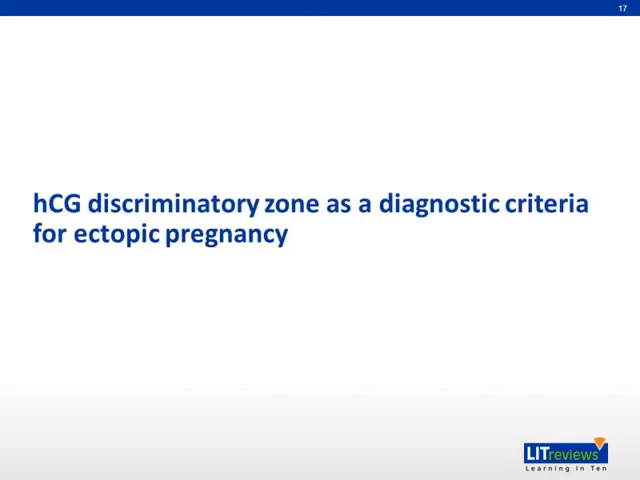 17
hCG discriminatory zone as a diagnostic criteria
for ectopic pregnancy
LITreviews
Learning In Ten